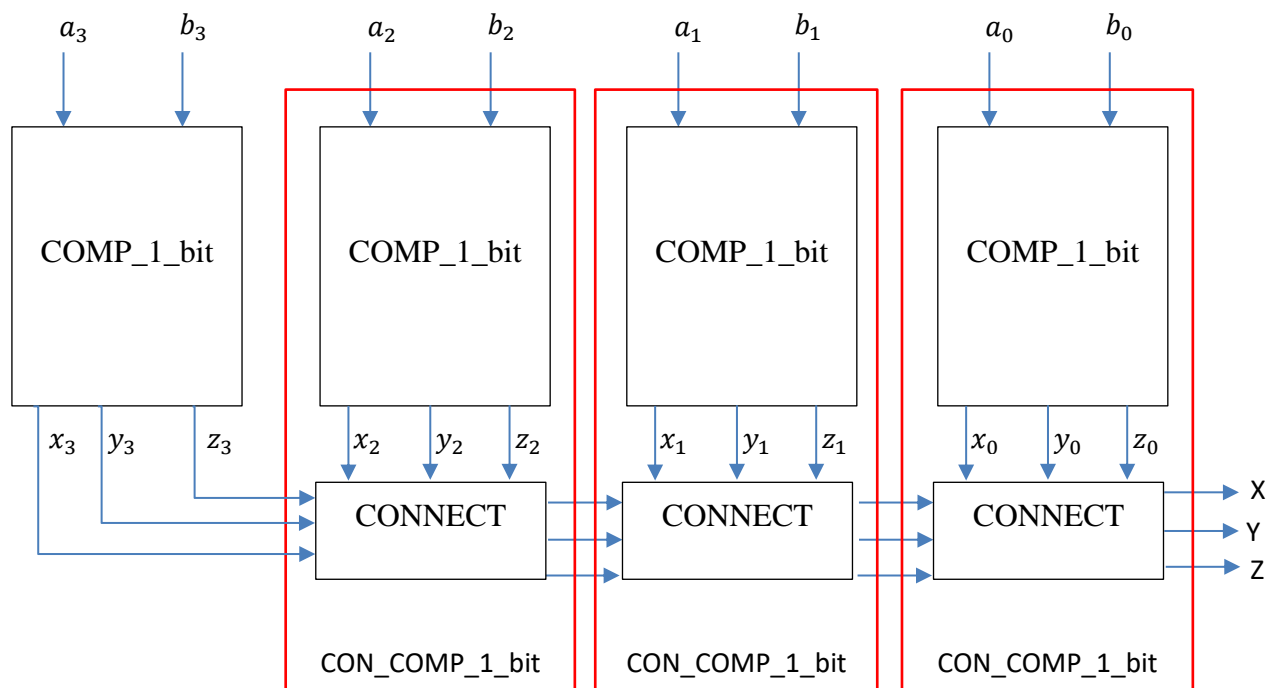 a₃ b₃ a₂ b₂ a₁ b₁ a₀ b₀
COMP_1_bit COMP_1_bit COMP_1_bit COMP_1_bit
x₃ y₃ z₃ x₂ y₂ z₂ x₁ y₁ z₁ x₀ y₀ z₀
CONNECT CONNECT CONNECT X
Y
Z
CON_COMP_1_bit CON_COMP_1_bit CON_COMP_1_bit